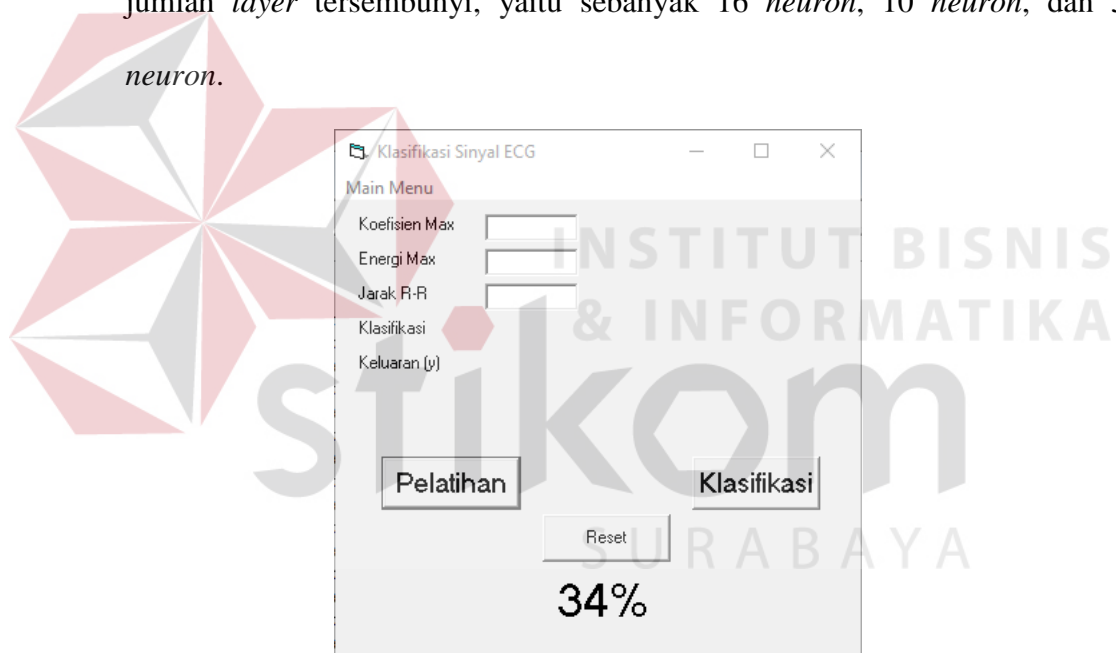 jumlah layer tersembunyi, yaitu sebanyak 16 neuron, 10 neuron, dan 5
neuron.
Klasifikasi Sinyal ECG
Main Menu
Koefisien Max
Energi Max
Jarak R-R
Klasifikasi
Keluaran (y)
Pelatihan
Klasifikasi
Reset
34%
INSTITUT BISNIS
& INFORMATIKA
stikom
SURABAYA